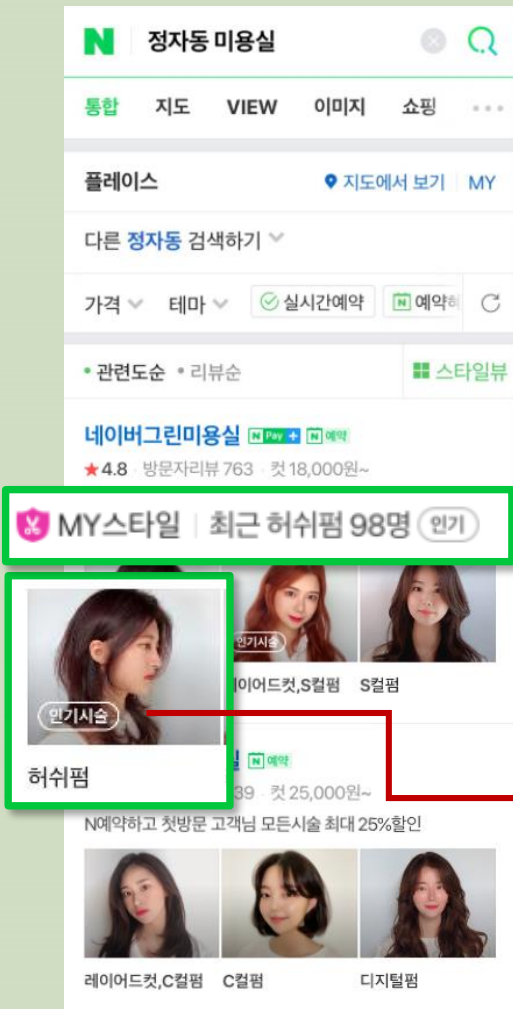 N 정자동 미용실
통합 지도 VIEW 이미지 쇼핑
플레이스 지도에서 보기 MY
다른 정자동 검색하기
가격 테마 실시간예약 N 예약
관련도순 리뷰순 스타일뷰
네이버그린미용실 N Pay + N 예약
★4.8 방문자리뷰 763 컷 18,000원~
MY스타일 최근 허쉬펌 98명 인기
인기시술
인기시술
이어드컷,S컬펌 S컬펌
허쉬펌
N 예약
39 컷 25,000원~
N예약하고 첫방문 고객님 모든시술 최대 25%할인
레이어드컷,C컬펌 C컬펌 디지털펌